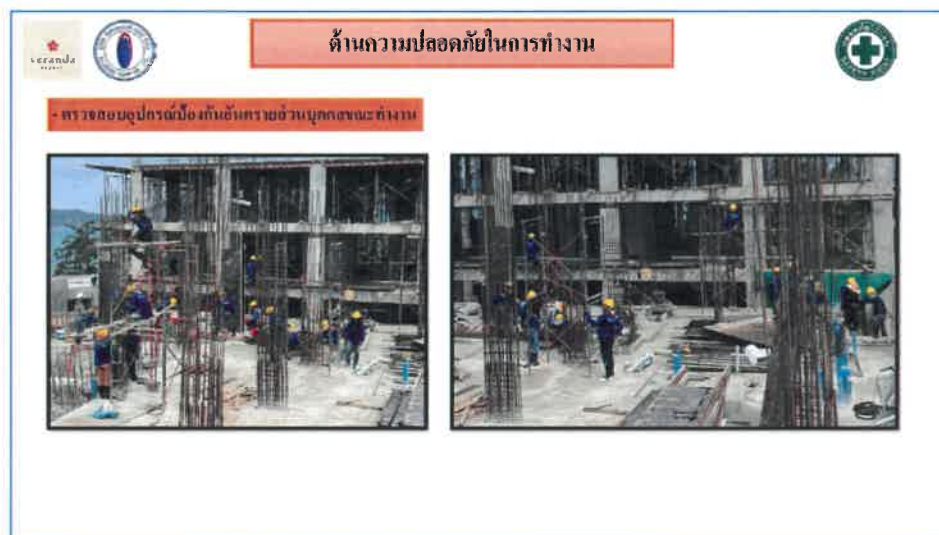 ด้านความปลอดภัยในการทำงาน
veranda
- ตรวจสอบอุปกรณ์ป้องกันอันตรายส่วนบุคคลขณะทำงาน